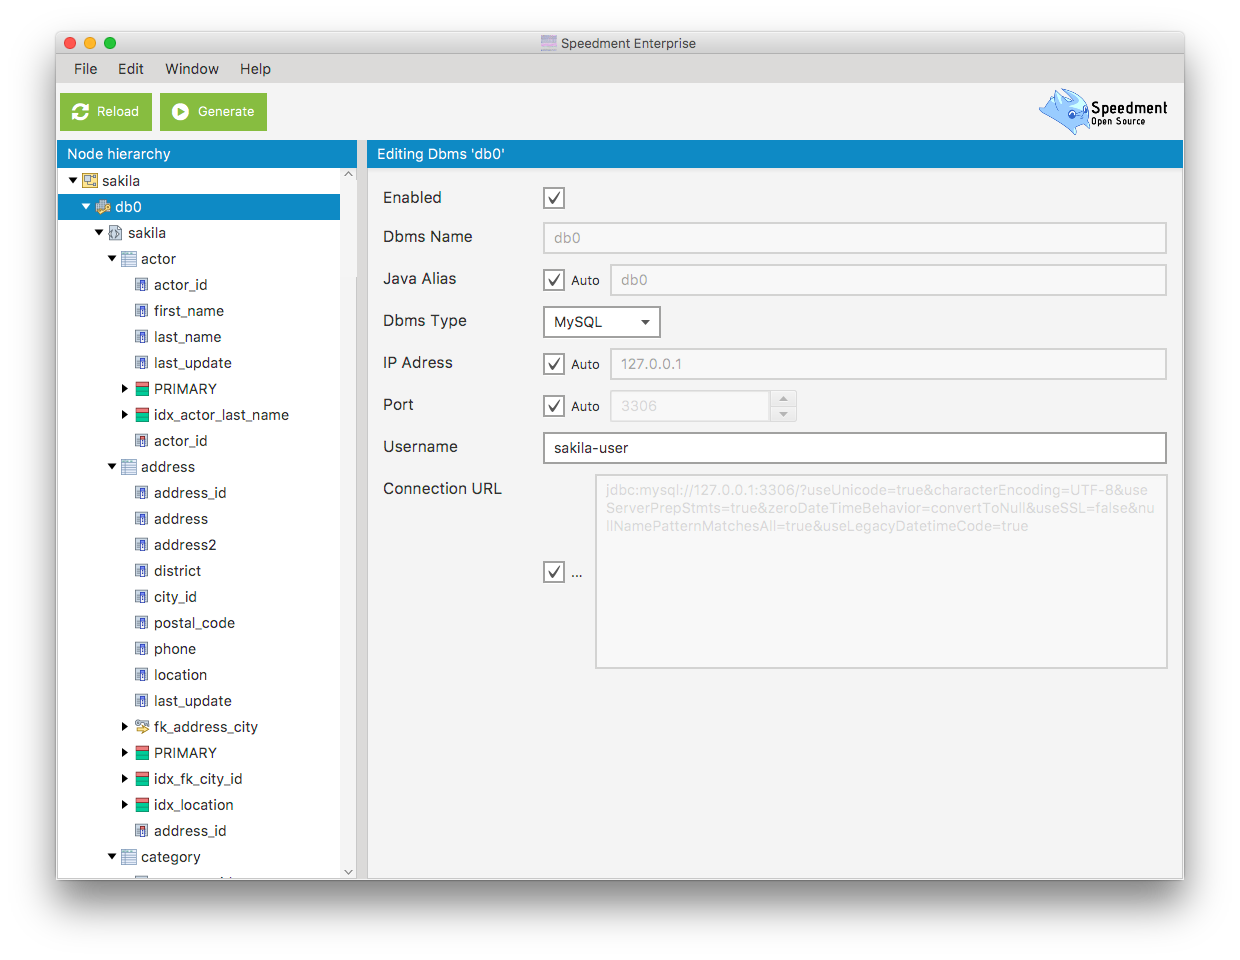 Speedment Enterprise
File Edit Window Help
Reload Generate
Speedment
Open Source
Node hierarchy
sakila
db0
sakila
actor
actor_id
first_name
last_name
last_update
PRIMARY
idx_actor_last_name
actor_id
address
address_id
address
address2
district
city_id
postal_code
phone
location
last_update
fk_address_city
PRIMARY
idx_fk_city_id
idx_location
address_id
category
Editing Dbms 'db0'
Enabled
Dbms Name db0
Java Alias Auto db0
Dbms Type MySQL
IP Adress Auto 127.0.0.1
Port Auto 3306
Username sakila-user
Connection URL
jdbc:mysql://127.0.0.1:3306/?useUnicode=true&characterEncoding=UTF-8&use
ServerPrepStmts=true&zeroDateTimeBehavior=convertToNull&useSSL=false&nu
llNamePatternMatchesAll=true&useLegacyDatetimeCode=true
...